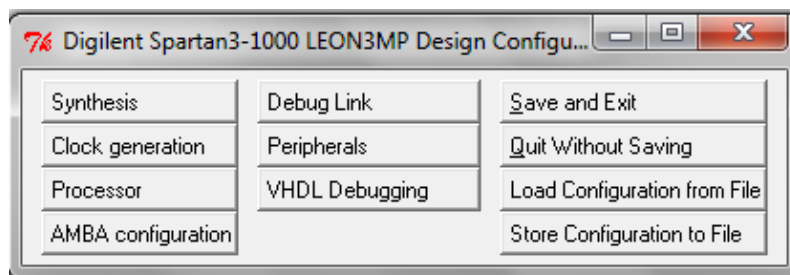 Digilent Spartan3-1000 LEON3MP Design Configu...
Synthesis
Clock generation
Processor
AMBA configuration
Debug Link
Peripherals
VHDL Debugging
Save and Exit
Quit Without Saving
Load Configuration from File
Store Configuration to File